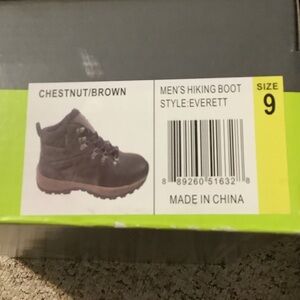 CHESTNUT/BROWN
MEN'S HIKING BOOT
STYLE:EVERETT
SIZE
9
8 89260 51632 8
MADE IN CHINA